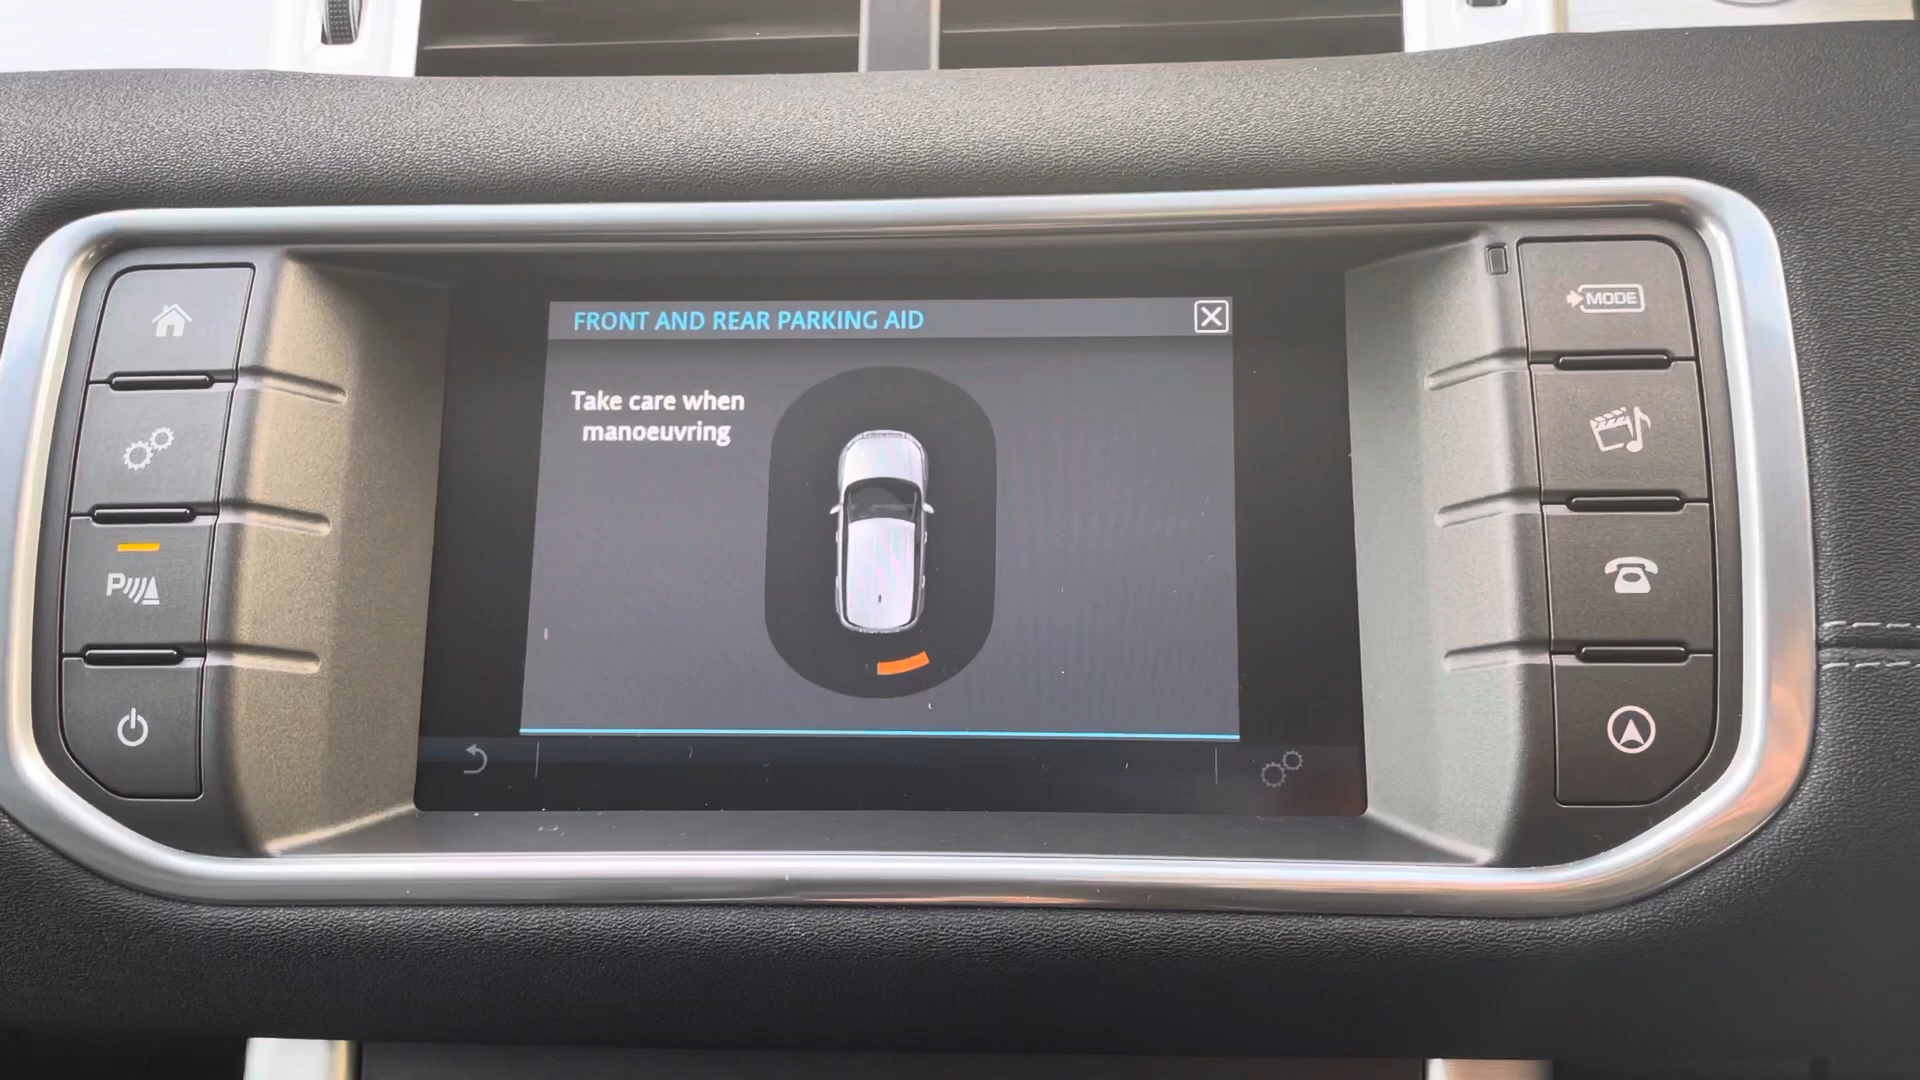 FRONT AND REAR PARKING AID
MODE
Take care when
manoeuvring
P